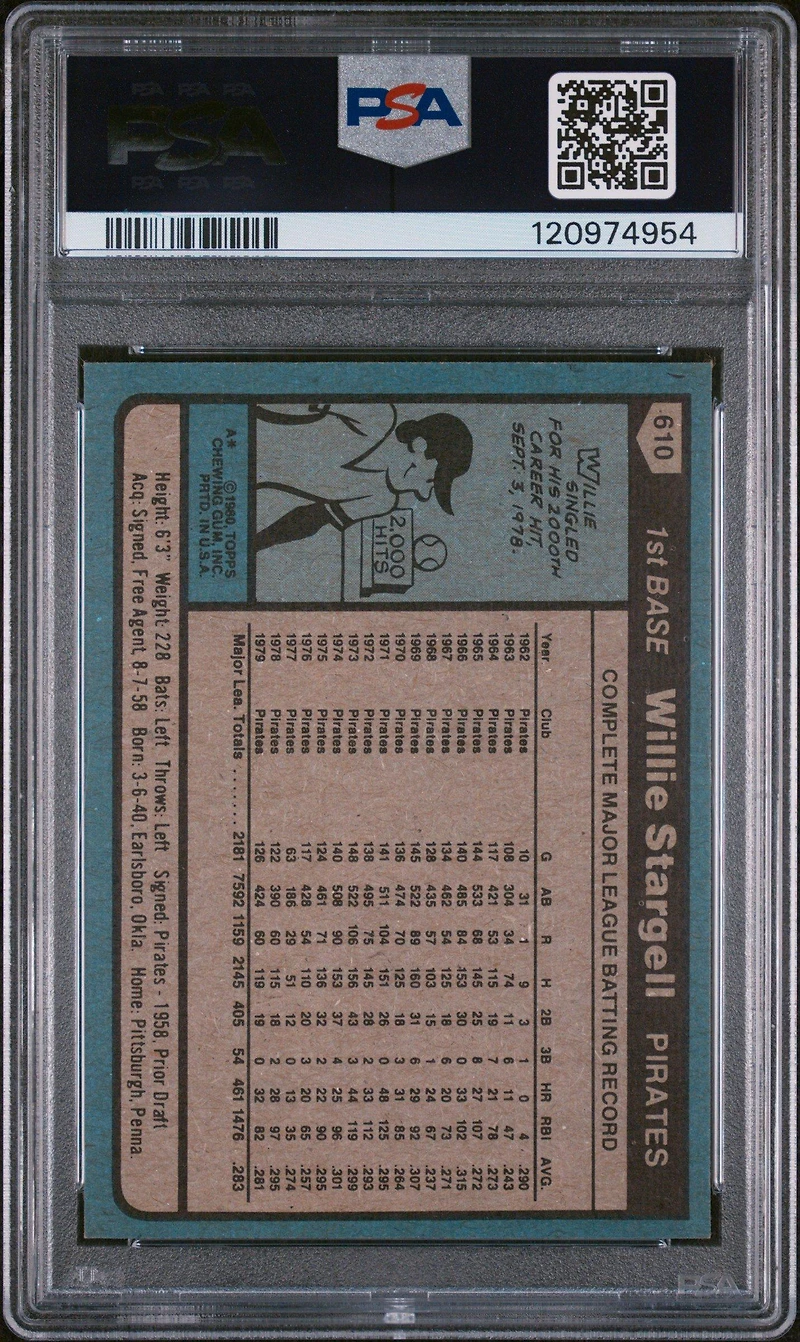 PSA PSA PSA
PSA
PSA PSA PSA
PSA
120974954
610
1st BASE Willie Stargell PIRATES
WILLIE
SINGLED
FOR HIS 2000TH
CAREER HIT,
SEPT. 3, 1978.
2,000
HITS
A* ©1980, TOPPS
CHEWING GUM, INC.
PRTD. IN U.S.A.
COMPLETE MAJOR LEAGUE BATTING RECORD
Year Club G AB R H 2B 3B HR RBI AVG.
1962 Pirates 10 31 1 9 3 1 0 4 .290
1963 Pirates 108 304 34 74 11 6 11 47 .243
1964 Pirates 117 421 53 115 19 7 21 78 .273
1965 Pirates 144 533 68 145 25 8 27 107 .272
1966 Pirates 140 485 84 153 30 0 33 102 .315
1967 Pirates 134 462 54 125 18 6 20 73 .271
1968 Pirates 128 435 57 103 15 1 24 67 .237
1969 Pirates 145 522 89 160 31 6 29 92 .307
1970 Pirates 136 474 70 125 18 3 31 85 .264
1971 Pirates 141 511 104 151 26 0 48 125 .295
1972 Pirates 138 495 75 145 28 2 33 112 .293
1973 Pirates 148 522 106 156 43 3 44 119 .299
1974 Pirates 140 508 90 153 37 4 25 96 .301
1975 Pirates 124 461 71 136 32 2 22 90 .295
1976 Pirates 117 428 54 110 20 3 20 65 .257
1977 Pirates 63 186 29 51 12 0 13 35 .274
1978 Pirates 122 390 60 115 18 2 28 97 .295
1979 Pirates 126 424 60 119 19 0 32 82 .281
Major Lea. Totals ....... 2181 7592 1159 2145 405 54 461 1476 .283
Height: 6'3" Weight: 228 Bats: Left Throws: Left Signed: Pirates - 1958, Prior Draft
Acq: Signed, Free Agent, 8-7-58 Born: 3-6-40, Earlsboro, Okla. Home: Pittsburgh, Penna.
PSA